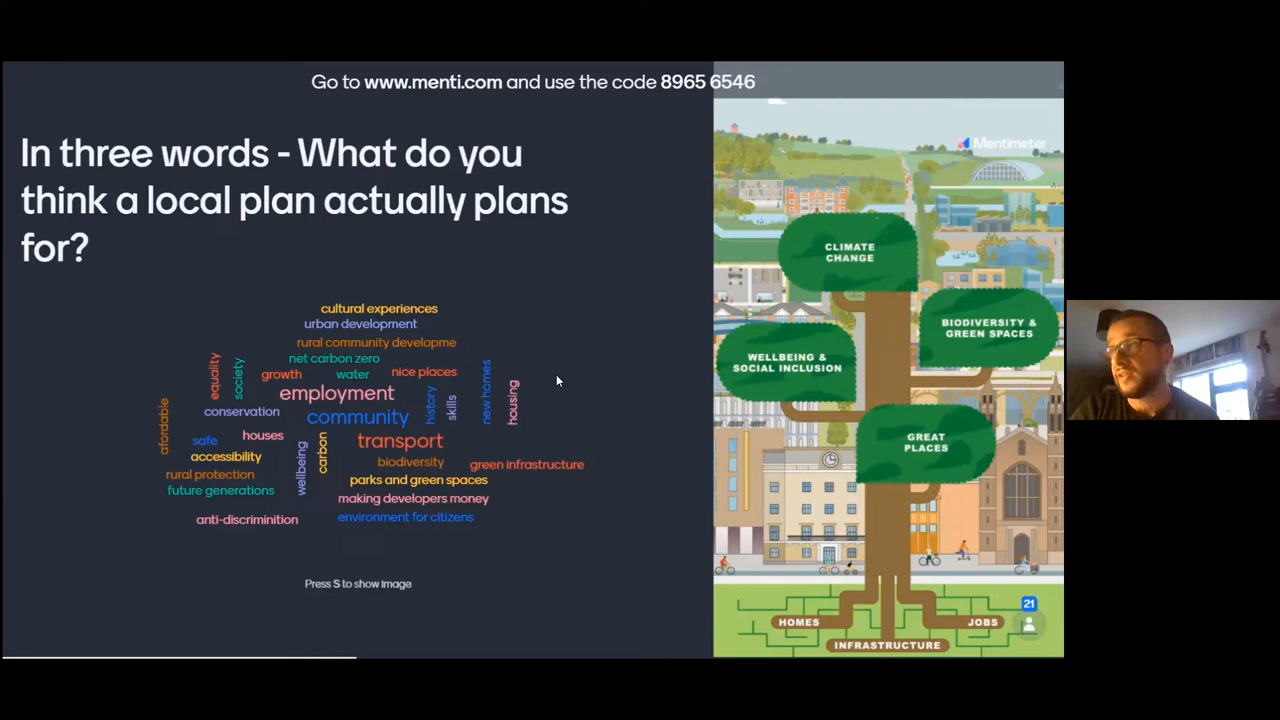 Go to www.menti.com and use the code 8965 6546
In three words - What do you
think a local plan actually plans
for?
cultural experiences
urban development
rural community developme
net carbon zero
equality
society
growth
water
nice places
new homes
housing
employment
history
skills
afordable
conservation
community
safe
houses
transport
wellbeing
carbon
accessibility
biodiversity
green infrastructure
rural protection
parks and green spaces
future generations
making developers money
anti-discriminition
environment for citizens
Press S to show image
Mentimeter
CLIMATE
CHANGE
BIODIVERSITY &
GREEN SPACES
WELLBEING &
SOCIAL INCLUSION
GREAT
PLACES
21
HOMES
JOBS
INFRASTRUCTURE